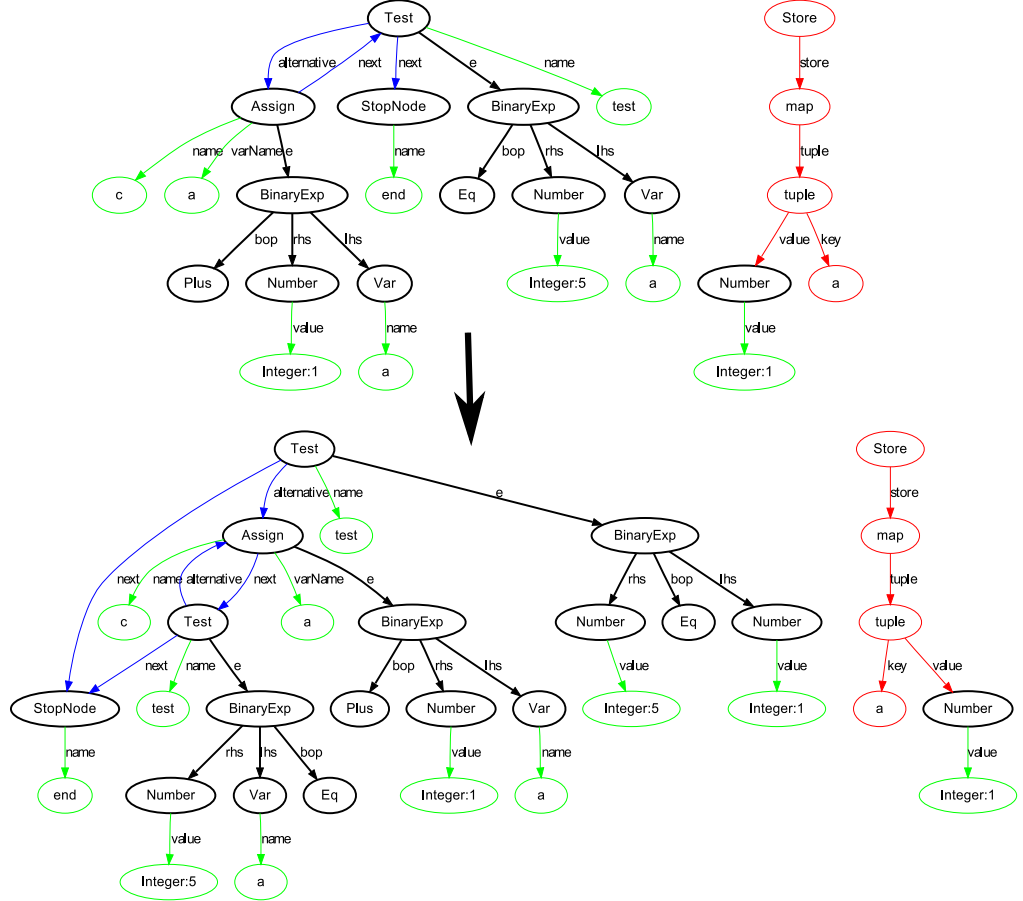 Test Store
alternative next next e name store
Assign StopNode BinaryExp test map
name varName e name bop rhs lhs tuple
c a BinaryExp end Eq Number Var tuple
bop rhs lhs value name value key
Plus Number Var Integer:5 a Number a
value name value
Integer:1 a Integer:1
Test Store
alternative name e store
Assign test BinaryExp map
next name alternative next varName e rhs bop lhs tuple
c Test a BinaryExp Number Eq Number tuple
next name e bop rhs lhs value value key value
StopNode test BinaryExp Plus Number Var Integer:5 Integer:1 a Number
name rhs lhs bop value name value
end Number Var Eq Integer:1 a Integer:1
value name
Integer:5 a